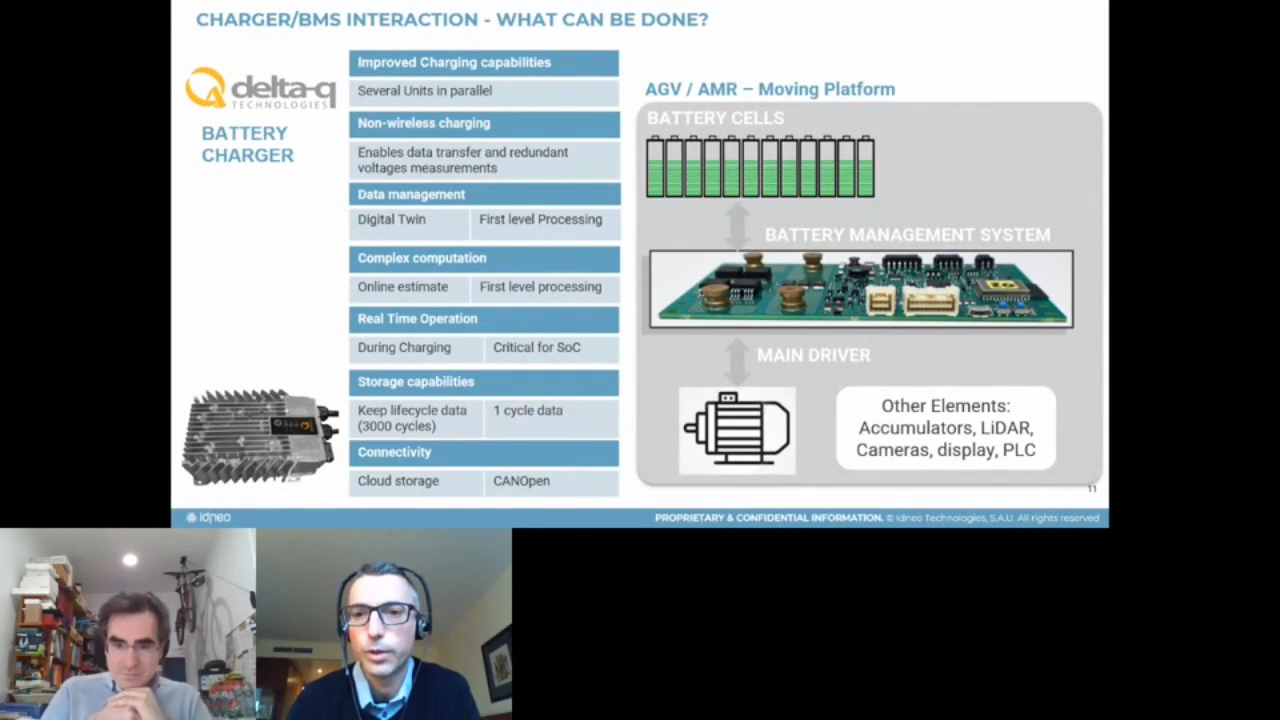 CHARGER/BMS INTERACTION - WHAT CAN BE DONE?
delta-q
TECHNOLOGIES
BATTERY
CHARGER
Improved Charging capabilities
Several Units in parallel
Non-wireless charging
Enables data transfer and redundant
voltages measurements
Data management
Digital Twin
First level Processing
Complex computation
Online estimate
First level processing
Real Time Operation
During Charging
Critical for SoC
Storage capabilities
Keep lifecycle data
(3000 cycles)
1 cycle data
Connectivity
Cloud storage
CANOpen
AGV / AMR – Moving Platform
BATTERY CELLS
BATTERY MANAGEMENT SYSTEM
MAIN DRIVER
Other Elements:
Accumulators, LiDAR,
Cameras, display, PLC
11
idneo
PROPRIETARY & CONFIDENTIAL INFORMATION. © Idneo Technologies, S.A.U. All rights reserved